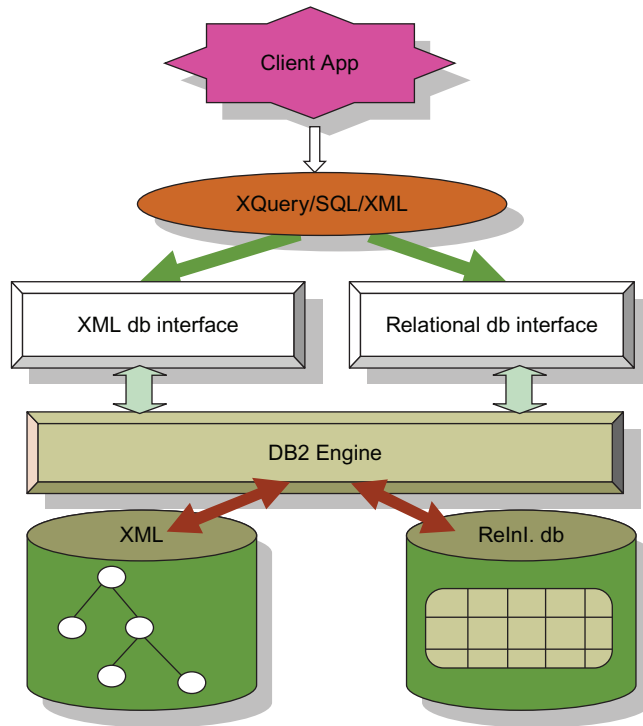 Client App
XQuery/SQL/XML
XML db interface
Relational db interface
DB2 Engine
XML
Relnl. db